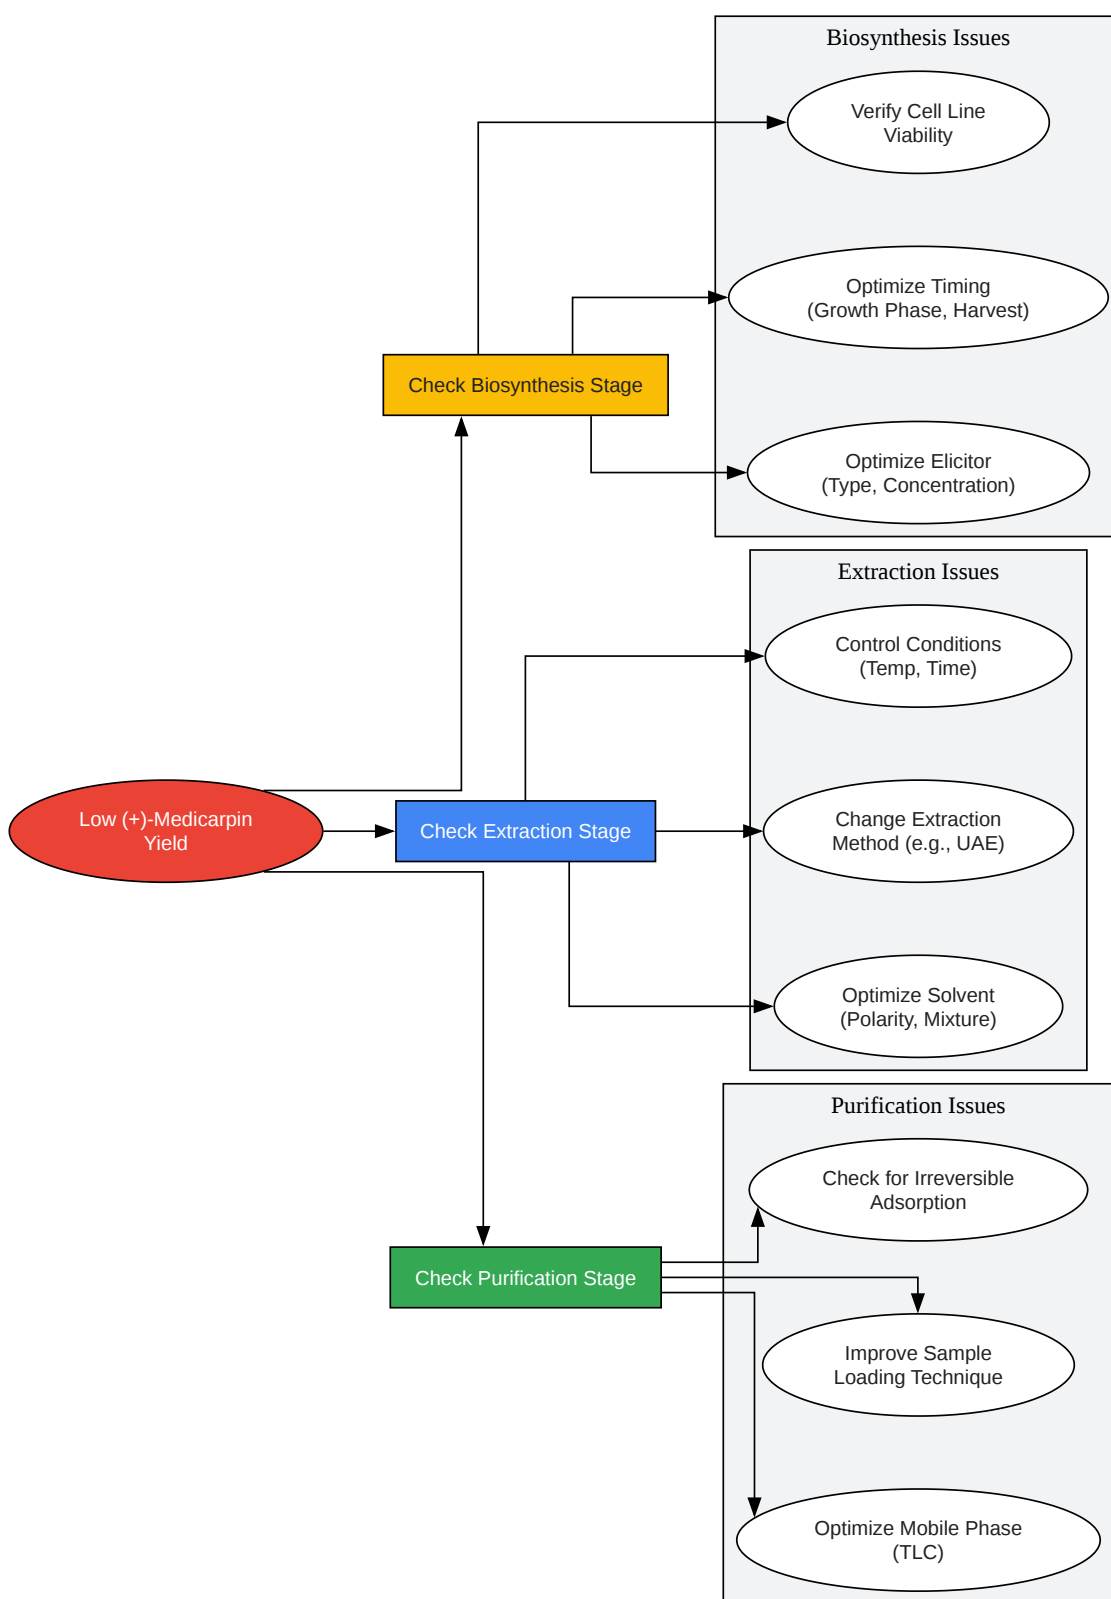 Biosynthesis Issues
Verify Cell Line
Viability
Optimize Timing
(Growth Phase, Harvest)
Check Biosynthesis Stage
Optimize Elicitor
(Type, Concentration)
Extraction Issues
Control Conditions
(Temp, Time)
Low (+)-Medicarpin
Yield
Check Extraction Stage
Change Extraction
Method (e.g., UAE)
Optimize Solvent
(Polarity, Mixture)
Purification Issues
Check for Irreversible
Adsorption
Check Purification Stage
Improve Sample
Loading Technique
Optimize Mobile Phase
(TLC)